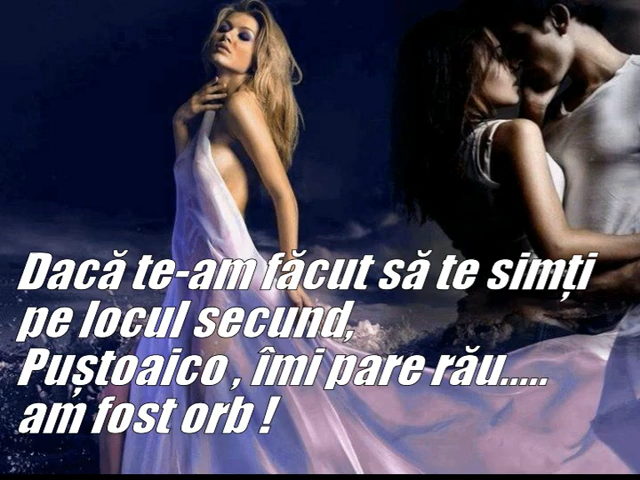 Dacă te-am făcut să te simți
pe locul secund,
Puștoaico , îmi pare rău.....
am fost orb !